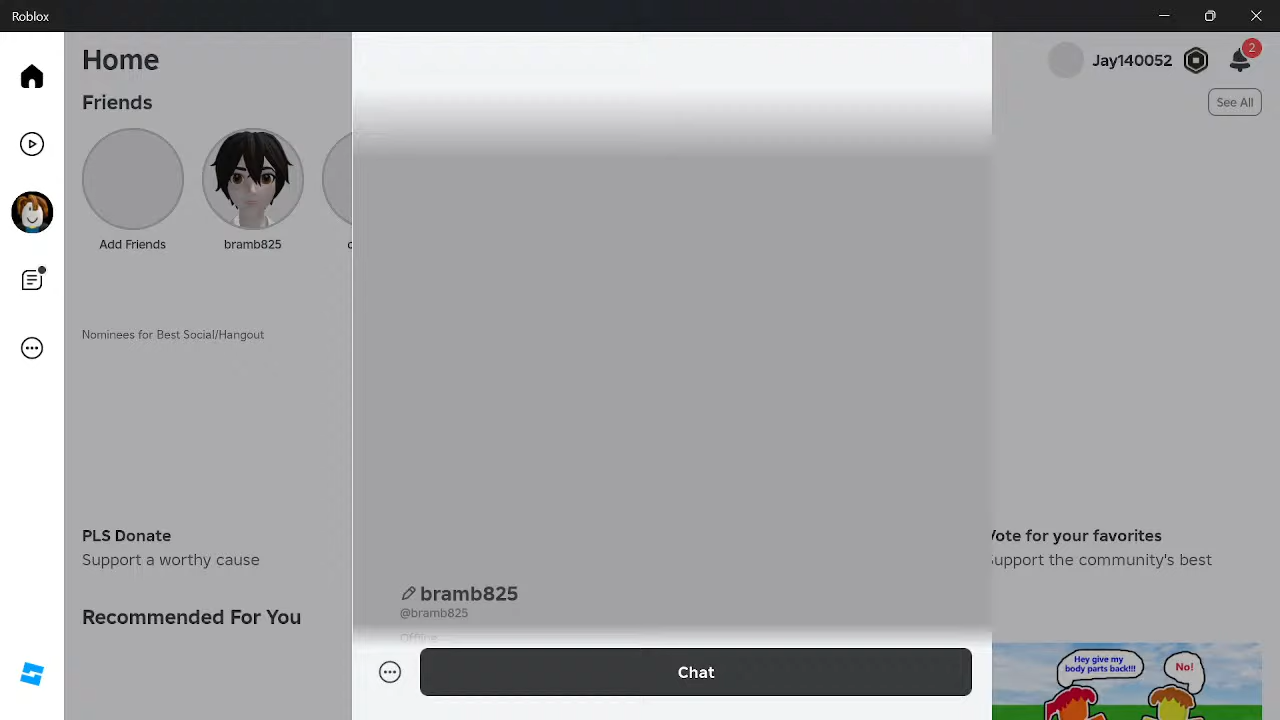 Roblox
Home
Jay140052
2
Friends
See All
Add Friends
bramb825
Nominees for Best Social/Hangout
PLS Donate
Support a worthy cause
Vote for your favorites
Support the community's best
Recommended For You
bramb825
@bramb825
Offline
Chat
Hey give my
body parts back!!!
No!